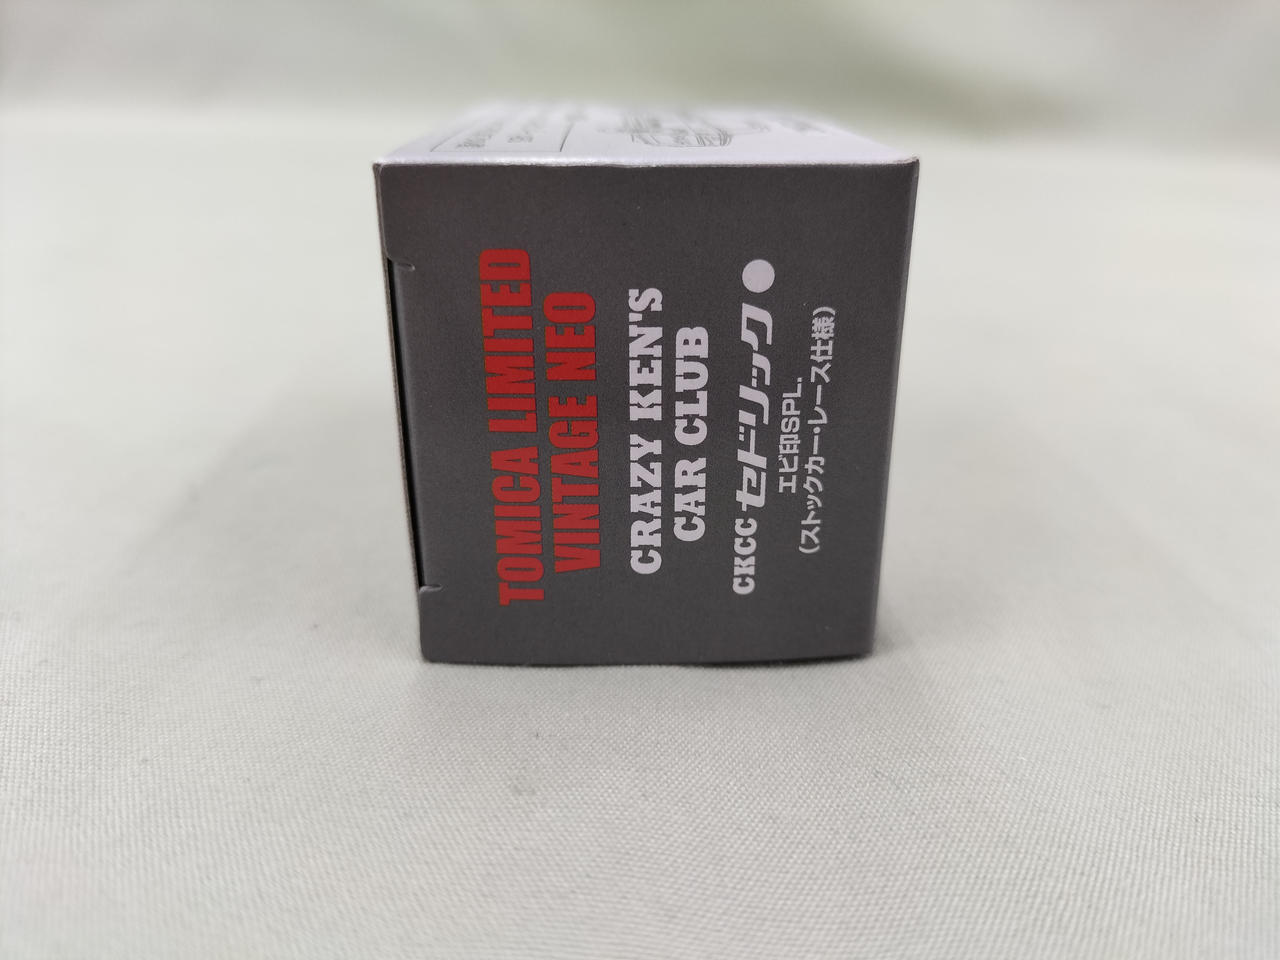 TOMICA LIMITED
VINTAGE NEO
CRAZY KEN'S
CAR CLUB
CKCC セドリック
エビ印SPL.
(ストックカー・レース仕様)